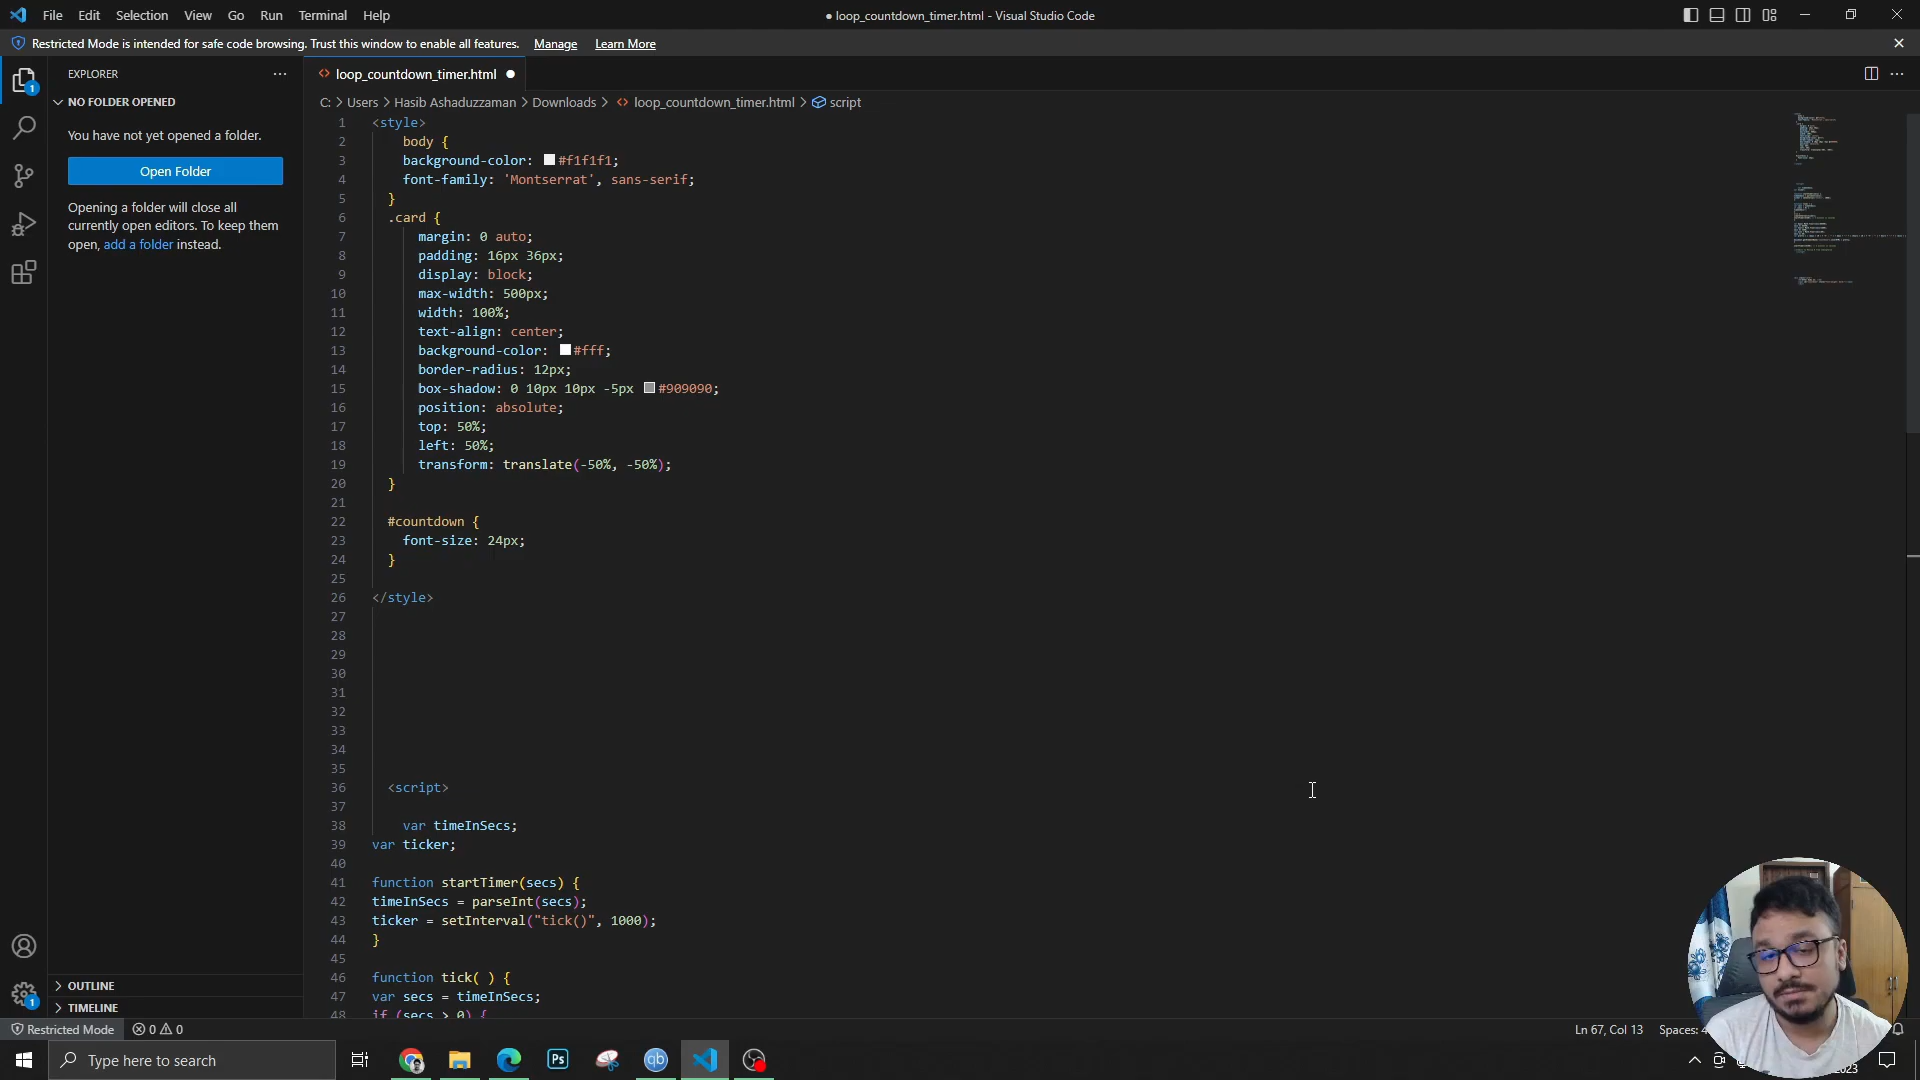 File Edit Selection View Go Run Terminal Help
● loop_countdown_timer.html - Visual Studio Code
Restricted Mode is intended for safe code browsing. Trust this window to enable all features. Manage Learn More
EXPLORER
NO FOLDER OPENED
You have not yet opened a folder.
Open Folder
Opening a folder will close all
currently open editors. To keep them
open, add a folder instead.
OUTLINE
TIMELINE
loop_countdown_timer.html ●
C: > Users > Hasib Ashaduzzaman > Downloads > loop_countdown_timer.html > script
1 <style>
2 body {
3 background-color: #f1f1f1;
4 font-family: 'Montserrat', sans-serif;
5 }
6 .card {
7 margin: 0 auto;
8 padding: 16px 36px;
9 display: block;
10 max-width: 500px;
11 width: 100%;
12 text-align: center;
13 background-color: #fff;
14 border-radius: 12px;
15 box-shadow: 0 10px 10px -5px #909090;
16 position: absolute;
17 top: 50%;
18 left: 50%;
19 transform: translate(-50%, -50%);
20 }
21
22 #countdown {
23 font-size: 24px;
24 }
25
26 </style>
27
28
29
30
31
32
33
34
35
36 <script>
37
38 var timeInSecs;
39 var ticker;
40
41 function startTimer(secs) {
42 timeInSecs = parseInt(secs);
43 ticker = setInterval("tick()", 1000);
44 }
45
46 function tick( ) {
47 var secs = timeInSecs;
48 if (secs > 0) {
Restricted Mode 0 0
Ln 67, Col 13 Spaces:
Type here to search
Ps
qb